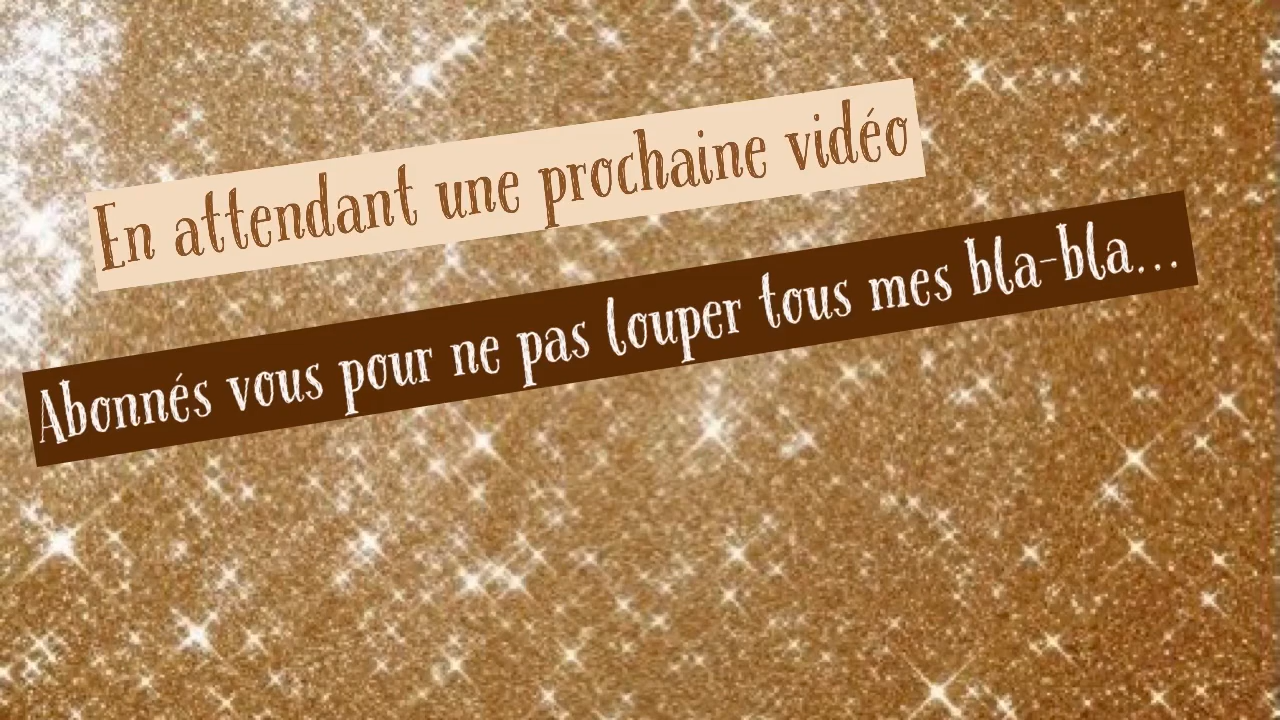 En attendant une prochaine vidéo
Abonnés vous pour ne pas louper tous mes bla-bla...